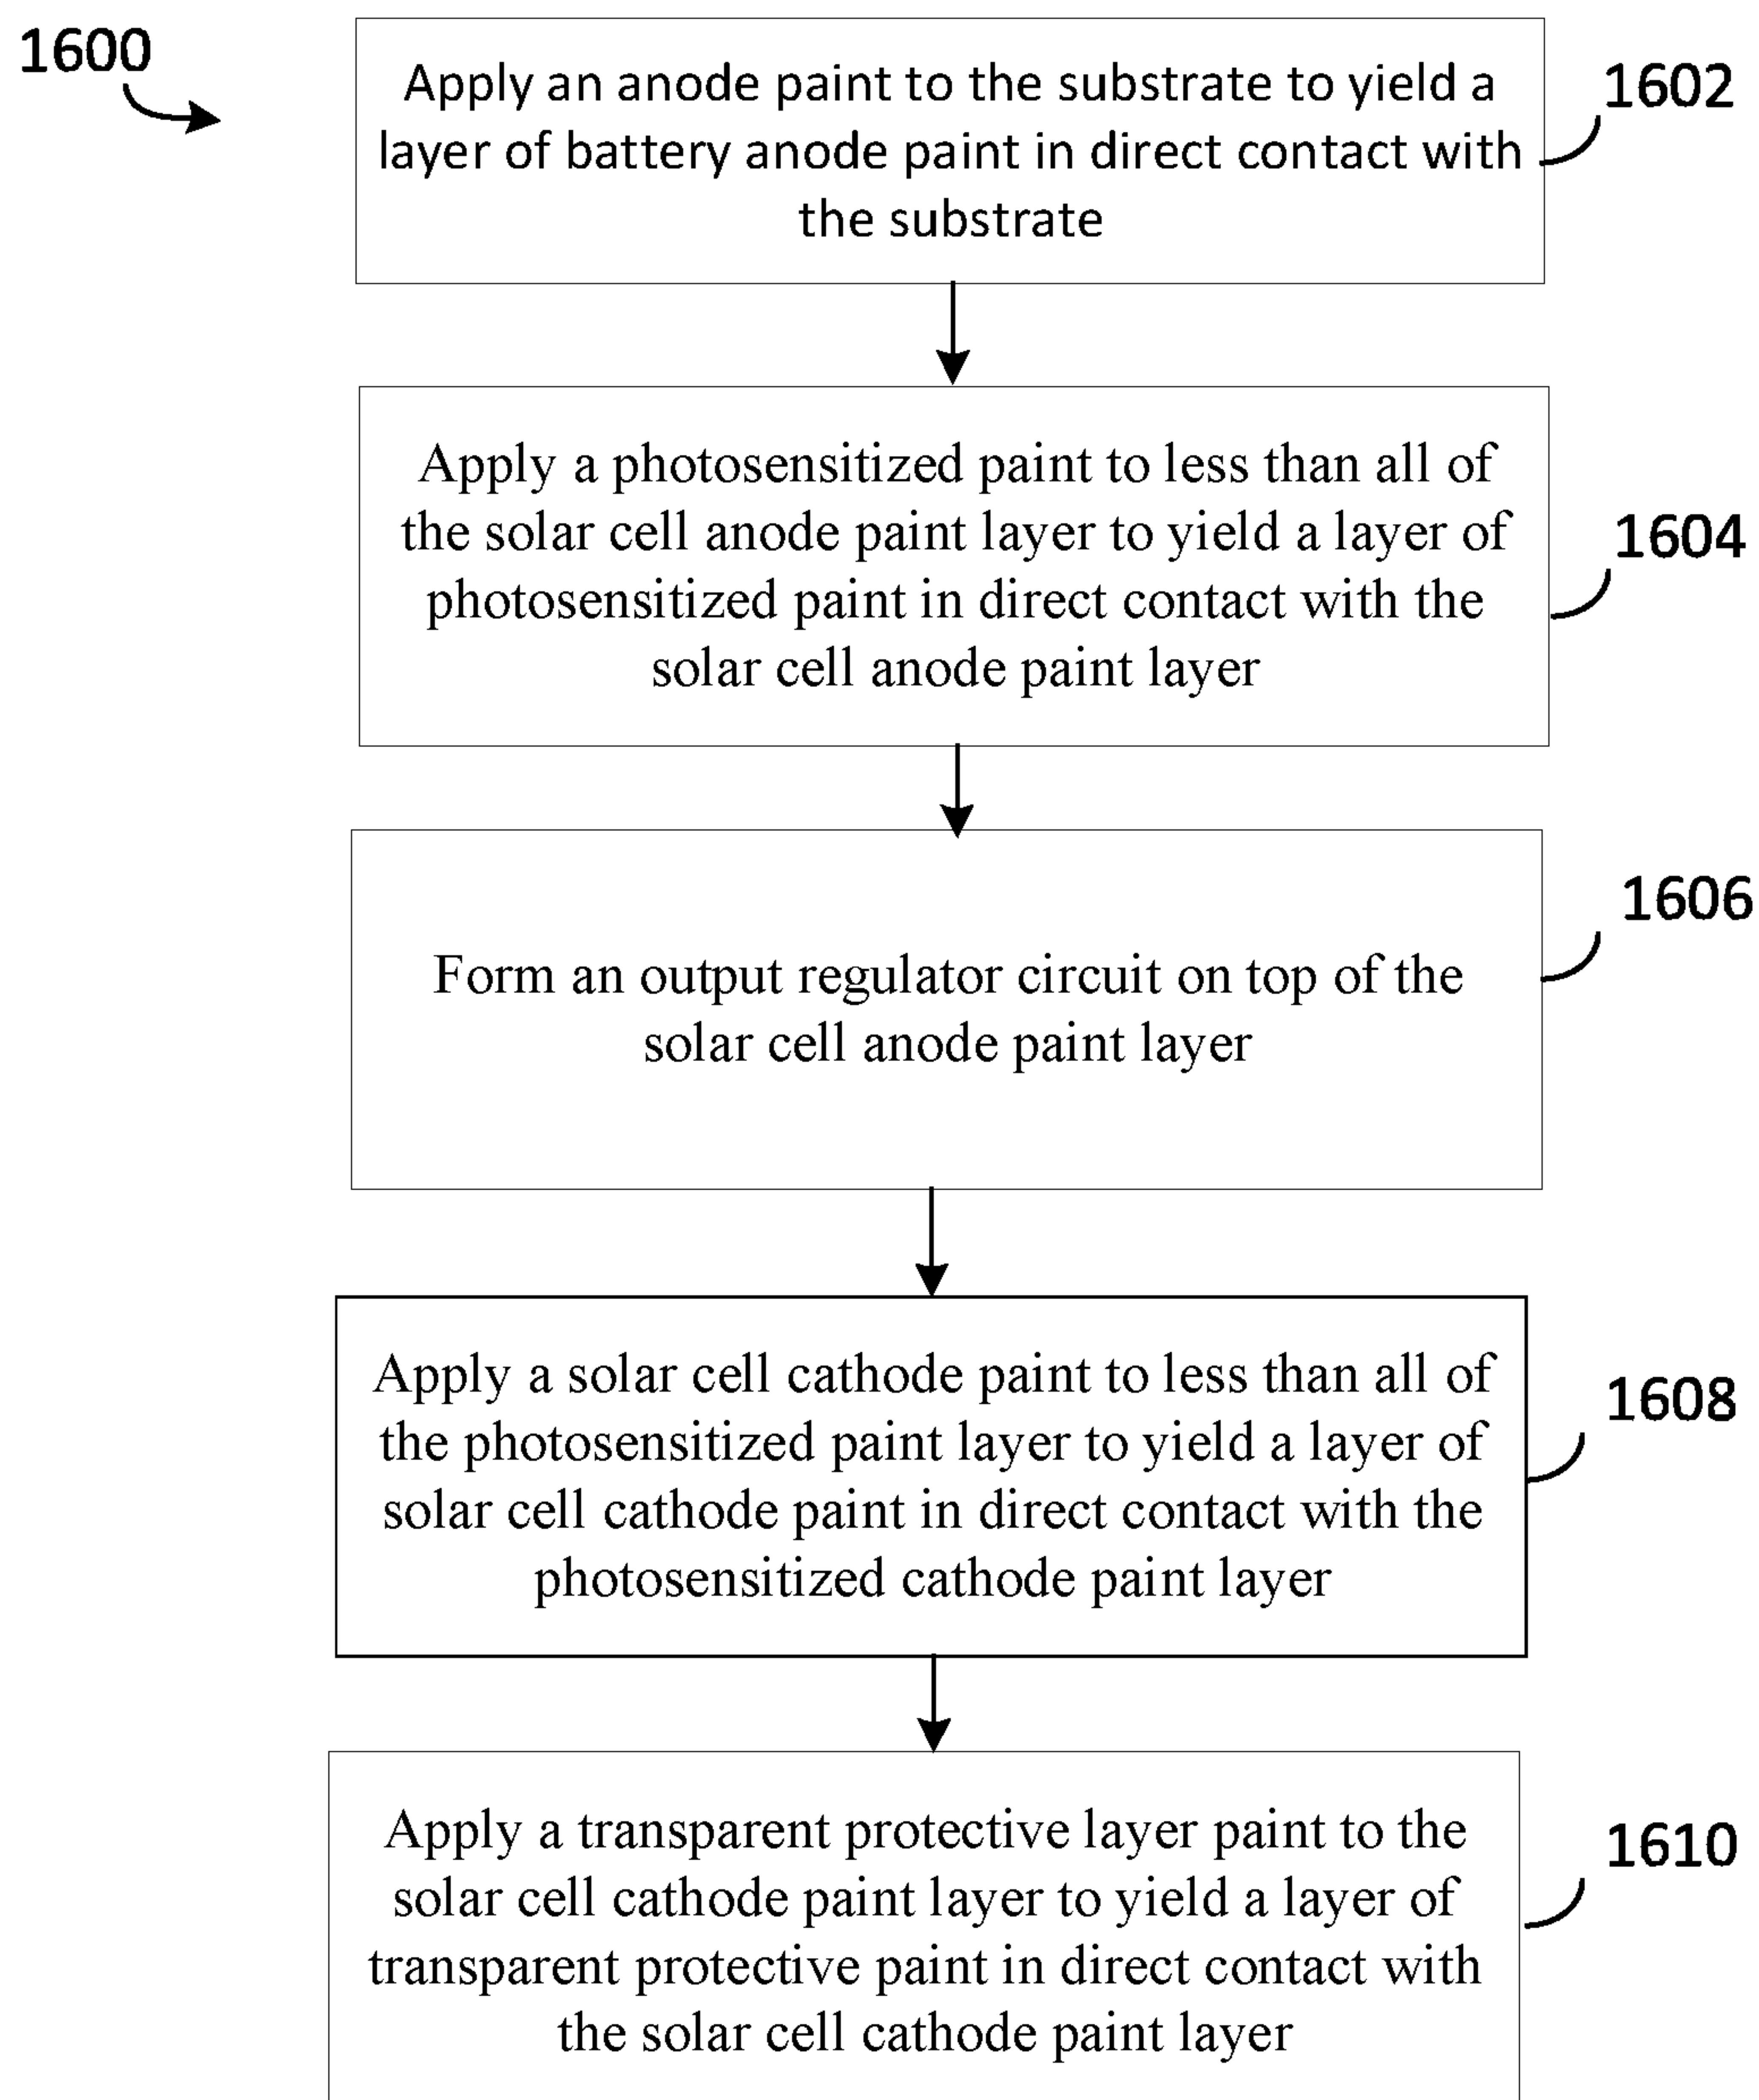 1600
Apply an anode paint to the substrate to yield a
layer of battery anode paint in direct contact with
the substrate
1602
Apply a photosensitized paint to less than all of
the solar cell anode paint layer to yield a layer of
photosensitized paint in direct contact with the
solar cell anode paint layer
1604
Form an output regulator circuit on top of the
solar cell anode paint layer
1606
Apply a solar cell cathode paint to less than all of
the photosensitized paint layer to yield a layer of
solar cell cathode paint in direct contact with the
photosensitized cathode paint layer
1608
Apply a transparent protective layer paint to the
solar cell cathode paint layer to yield a layer of
transparent protective paint in direct contact with
the solar cell cathode paint layer
1610